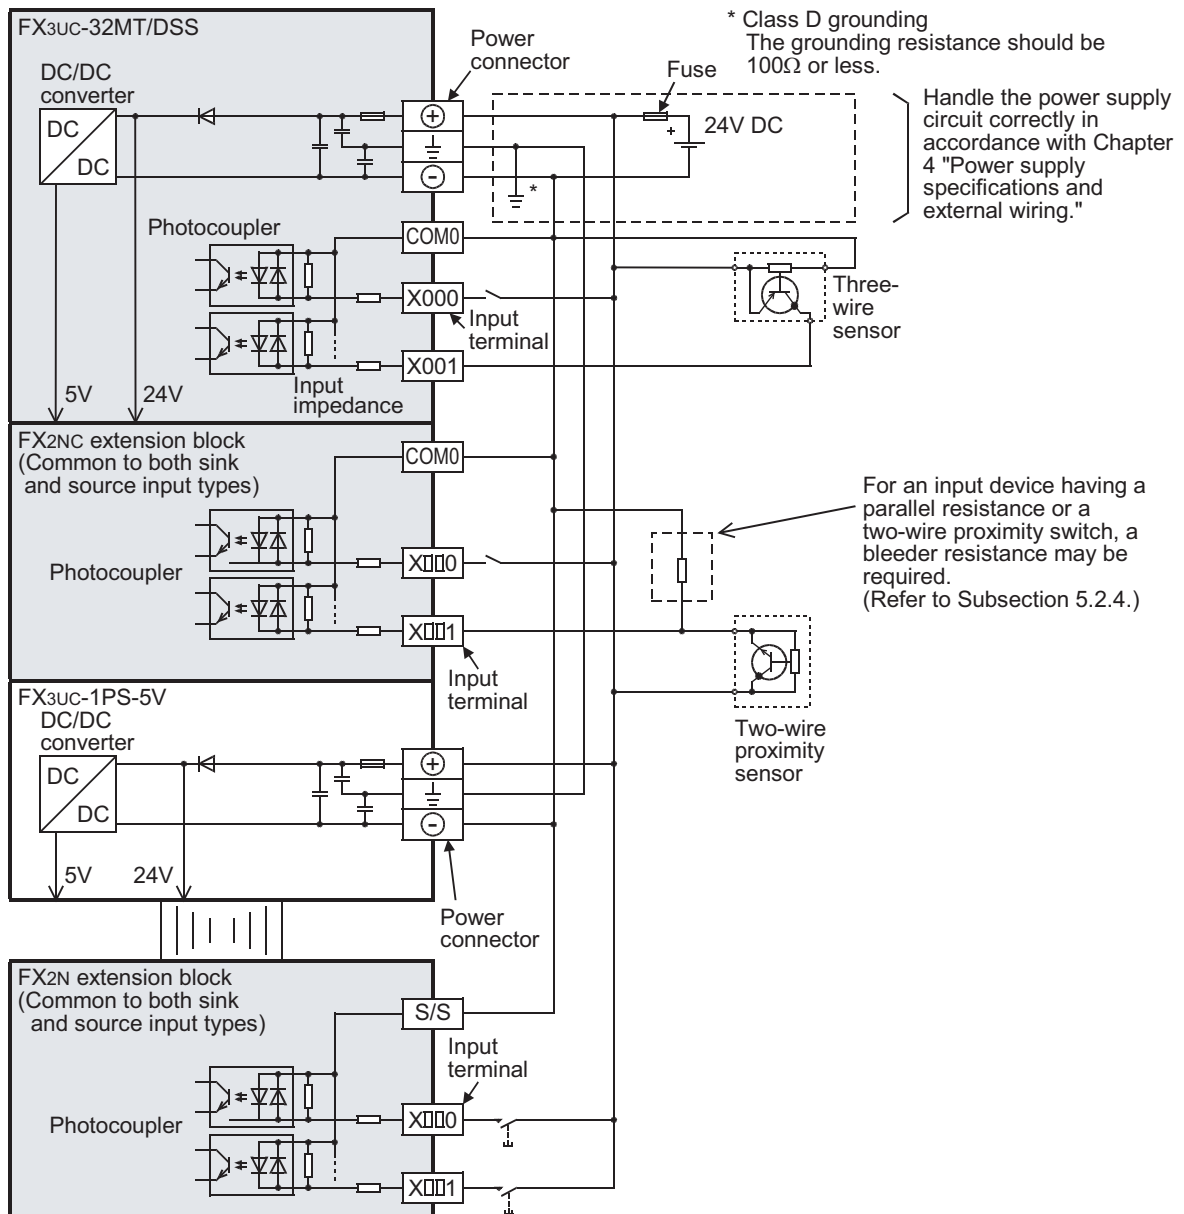 FX3UC-32MT/DSS
DC/DC
converter
DC
DC
Power
connector
Fuse
* Class D grounding
The grounding resistance should be
100Ω or less.
+
24V DC
*
Handle the power supply
circuit correctly in
accordance with Chapter
4 "Power supply
specifications and
external wiring."
Photocoupler
COM0
X000
Input
terminal
X001
Input
impedance
5V
24V
Three-
wire
sensor
FX2NC extension block
(Common to both sink
and source input types)
COM0
Photocoupler
X□□0
X□□1
Input
terminal
For an input device having a
parallel resistance or a
two-wire proximity switch, a
bleeder resistance may be
required.
(Refer to Subsection 5.2.4.)
Two-wire
proximity
sensor
FX3UC-1PS-5V
DC/DC
converter
DC
DC
5V
24V
Power
connector
FX2N extension block
(Common to both sink
and source input types)
S/S
Input
terminal
Photocoupler
X□□0
X□□1